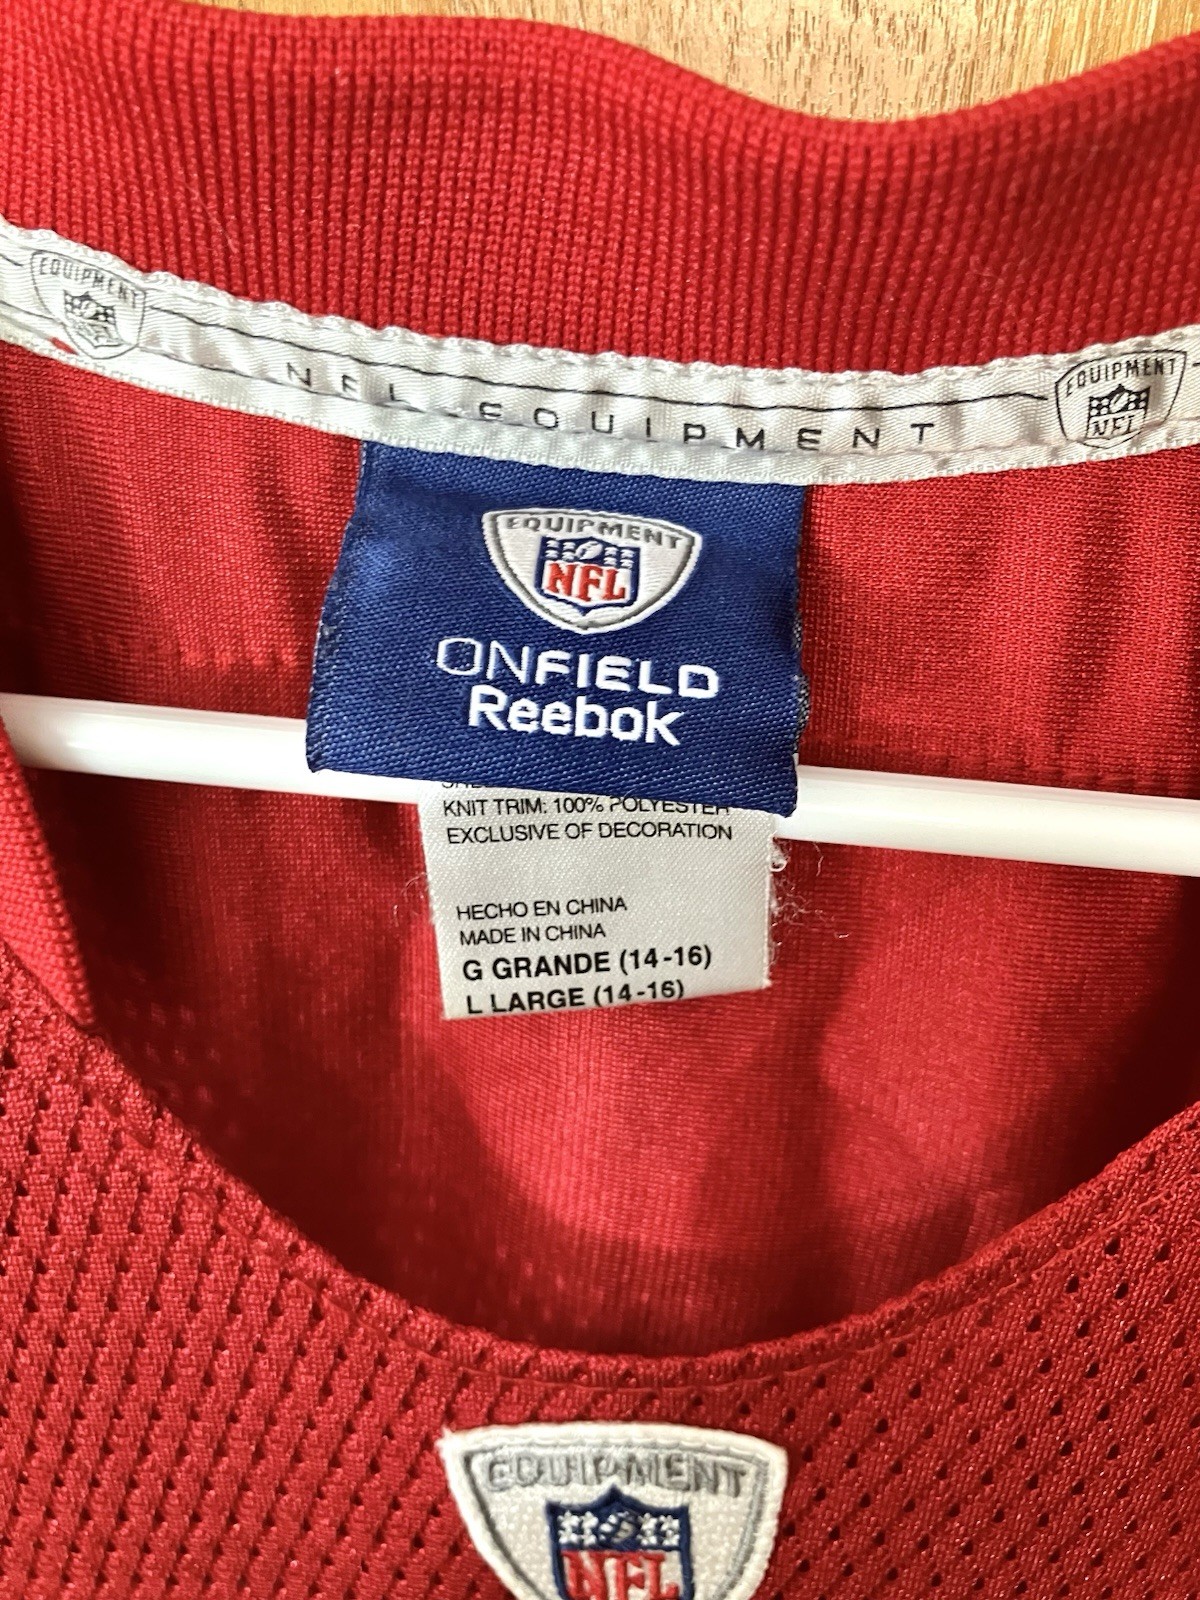 EQUIPMENT
NFL
NFL EQUIPMENT
EQUIPMENT
NFL
EQUIPMENT
NFL
ONFIELD
Reebok
KNIT TRIM: 100% POLYESTER
EXCLUSIVE OF DECORATION
HECHO EN CHINA
MADE IN CHINA
G GRANDE (14-16)
L LARGE (14-16)
EQUIPMENT
NFL